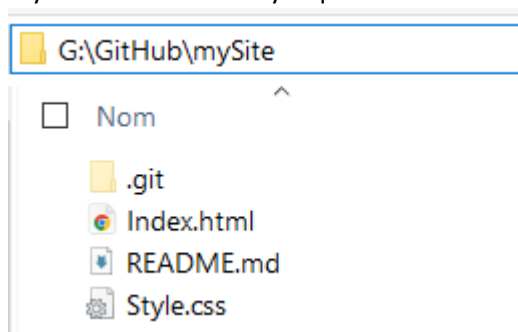 G:\GitHub\mySite
Nom
.git
Index.html
README.md
Style.css